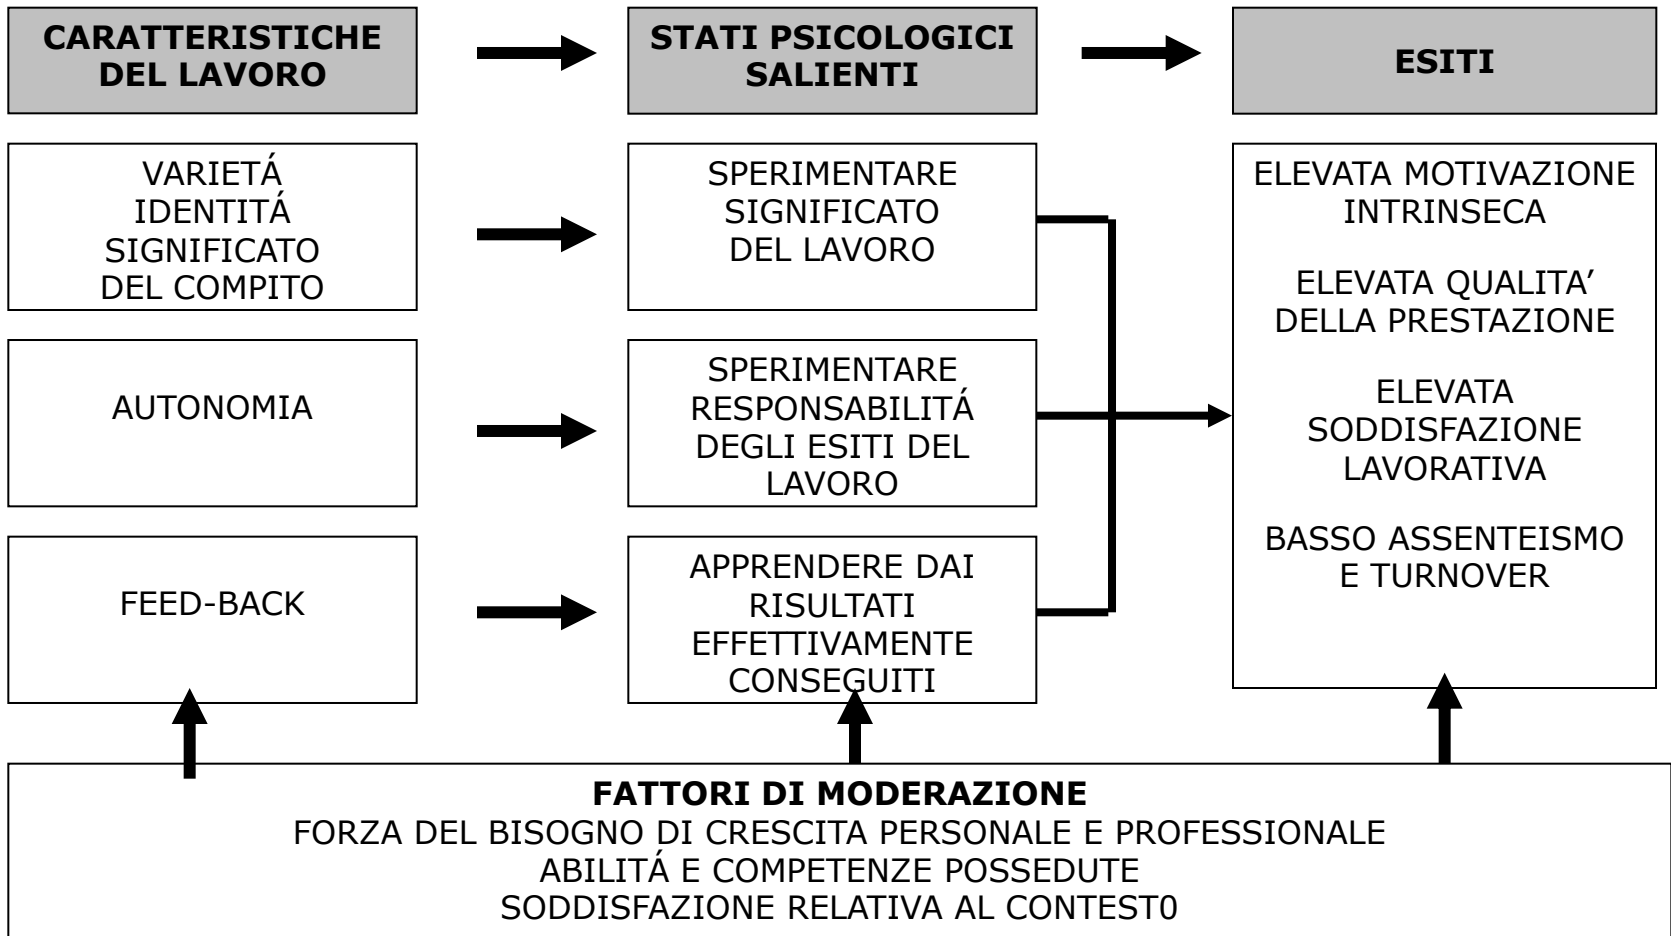 CARATTERISTICHE
DEL LAVORO
STATI PSICOLOGICI
SALIENTI
ESITI
VARIETÁ
IDENTITÁ
SIGNIFICATO
DEL COMPITO
SPERIMENTARE
SIGNIFICATO
DEL LAVORO
ELEVATA MOTIVAZIONE
INTRINSECA
ELEVATA QUALITA’
DELLA PRESTAZIONE
ELEVATA
SODDISFAZIONE
LAVORATIVA
BASSO ASSENTEISMO
E TURNOVER
AUTONOMIA
SPERIMENTARE
RESPONSABILITÁ
DEGLI ESITI DEL
LAVORO
FEED-BACK
APPRENDERE DAI
RISULTATI
EFFETTIVAMENTE
CONSEGUITI
FATTORI DI MODERAZIONE
FORZA DEL BISOGNO DI CRESCITA PERSONALE E PROFESSIONALE
ABILITÁ E COMPETENZE POSSEDUTE
SODDISFAZIONE RELATIVA AL CONTEST0